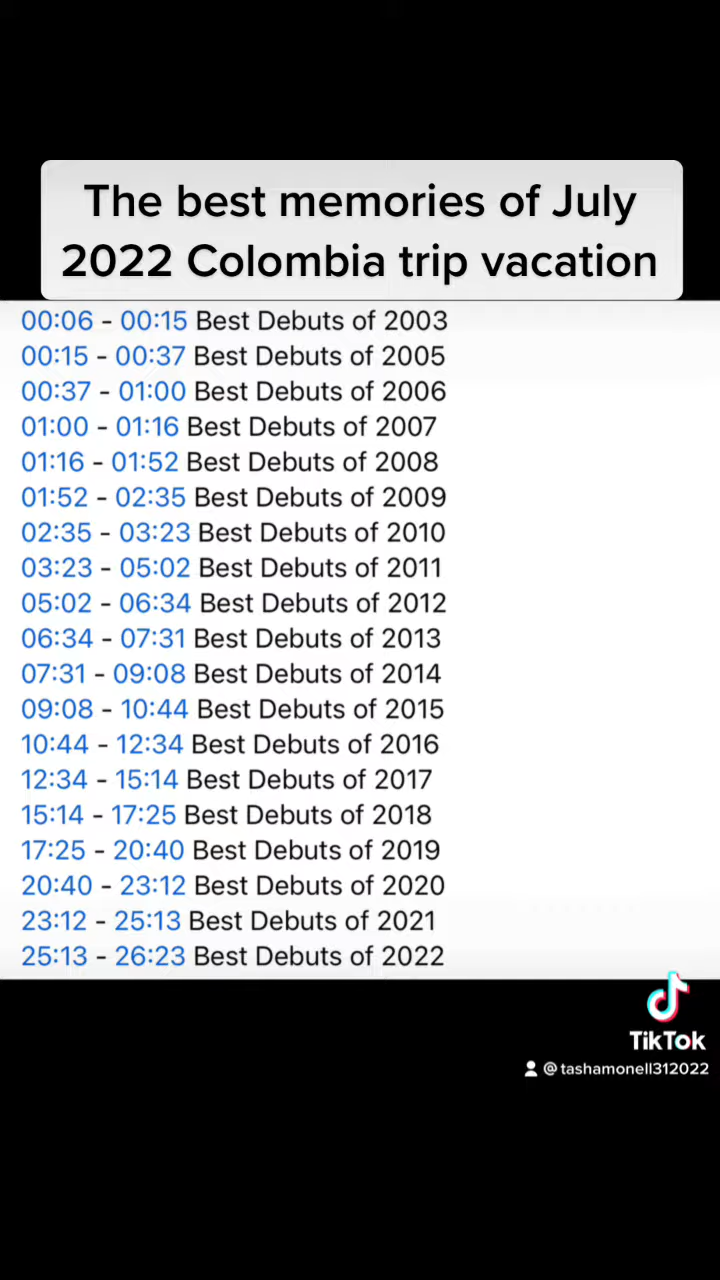 The best memories of July
2022 Colombia trip vacation
00:06 - 00:15 Best Debuts of 2003
00:15 - 00:37 Best Debuts of 2005
00:37 - 01:00 Best Debuts of 2006
01:00 - 01:16 Best Debuts of 2007
01:16 - 01:52 Best Debuts of 2008
01:52 - 02:35 Best Debuts of 2009
02:35 - 03:23 Best Debuts of 2010
03:23 - 05:02 Best Debuts of 2011
05:02 - 06:34 Best Debuts of 2012
06:34 - 07:31 Best Debuts of 2013
07:31 - 09:08 Best Debuts of 2014
09:08 - 10:44 Best Debuts of 2015
10:44 - 12:34 Best Debuts of 2016
12:34 - 15:14 Best Debuts of 2017
15:14 - 17:25 Best Debuts of 2018
17:25 - 20:40 Best Debuts of 2019
20:40 - 23:12 Best Debuts of 2020
23:12 - 25:13 Best Debuts of 2021
25:13 - 26:23 Best Debuts of 2022
TikTok
@tashamonell312022